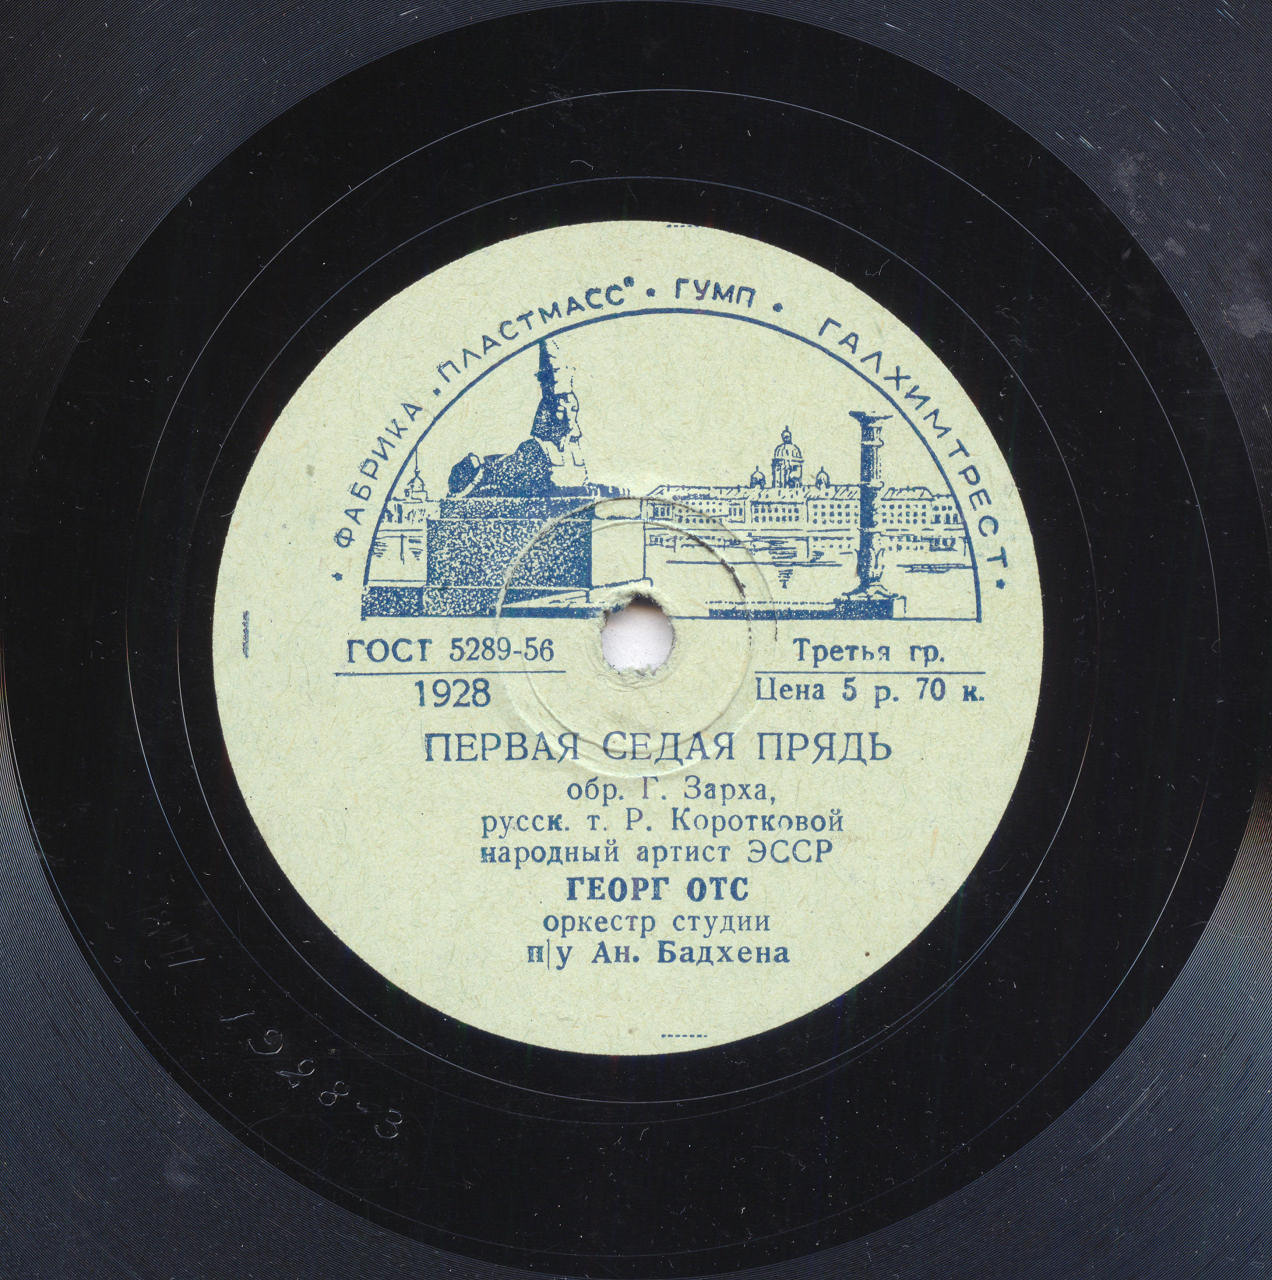 * ФАБРИКА „ПЛАСТМАСС“ • ГУМП • ГАЛХИМТРЕСТ *
ГОСТ 5289-56
1928
Третья гр.
Цена 5 р. 70 к.
ПЕРВАЯ СЕДАЯ ПРЯДЬ
обр. Г. Зарха,
русск. т. Р. Коротковой
народный артист ЭССР
ГЕОРГ ОТС
оркестр студии
п/у Ан. Бадхена
1928-3